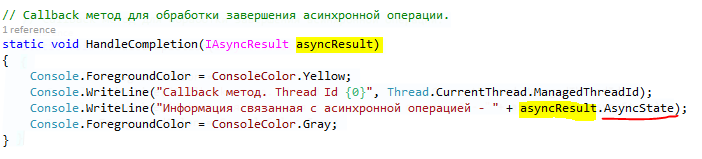 // Callback метод для обработки завершения асинхронной операции.
1 reference
static void HandleCompletion(IAsyncResult asyncResult)
{
Console.ForegroundColor = ConsoleColor.Yellow;
Console.WriteLine("Callback метод. Thread Id {0}", Thread.CurrentThread.ManagedThreadId);
Console.WriteLine("Информация связанная с асинхронной операцией - " + asyncResult.AsyncState);
Console.ForegroundColor = ConsoleColor.Gray;
}